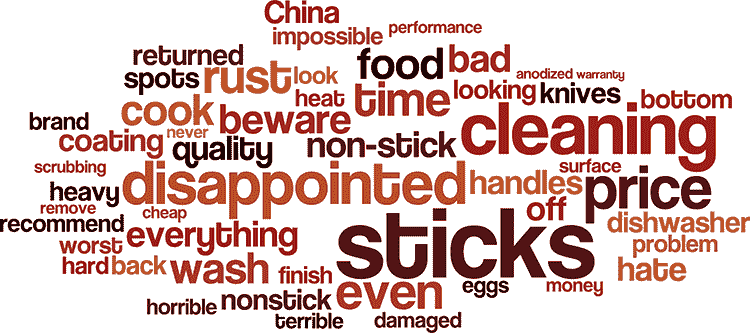 China
impossible performance
returned food bad
spots rust look anodized warranty
cook heat time looking knives bottom
brand never beware cleaning
coating quality non-stick
scrubbing disappointed handles surface price
heavy
remove cheap off
recommend everything sticks dishwasher
worst problem
hard back wash finish hate
horrible nonstick even eggs money
terrible damaged